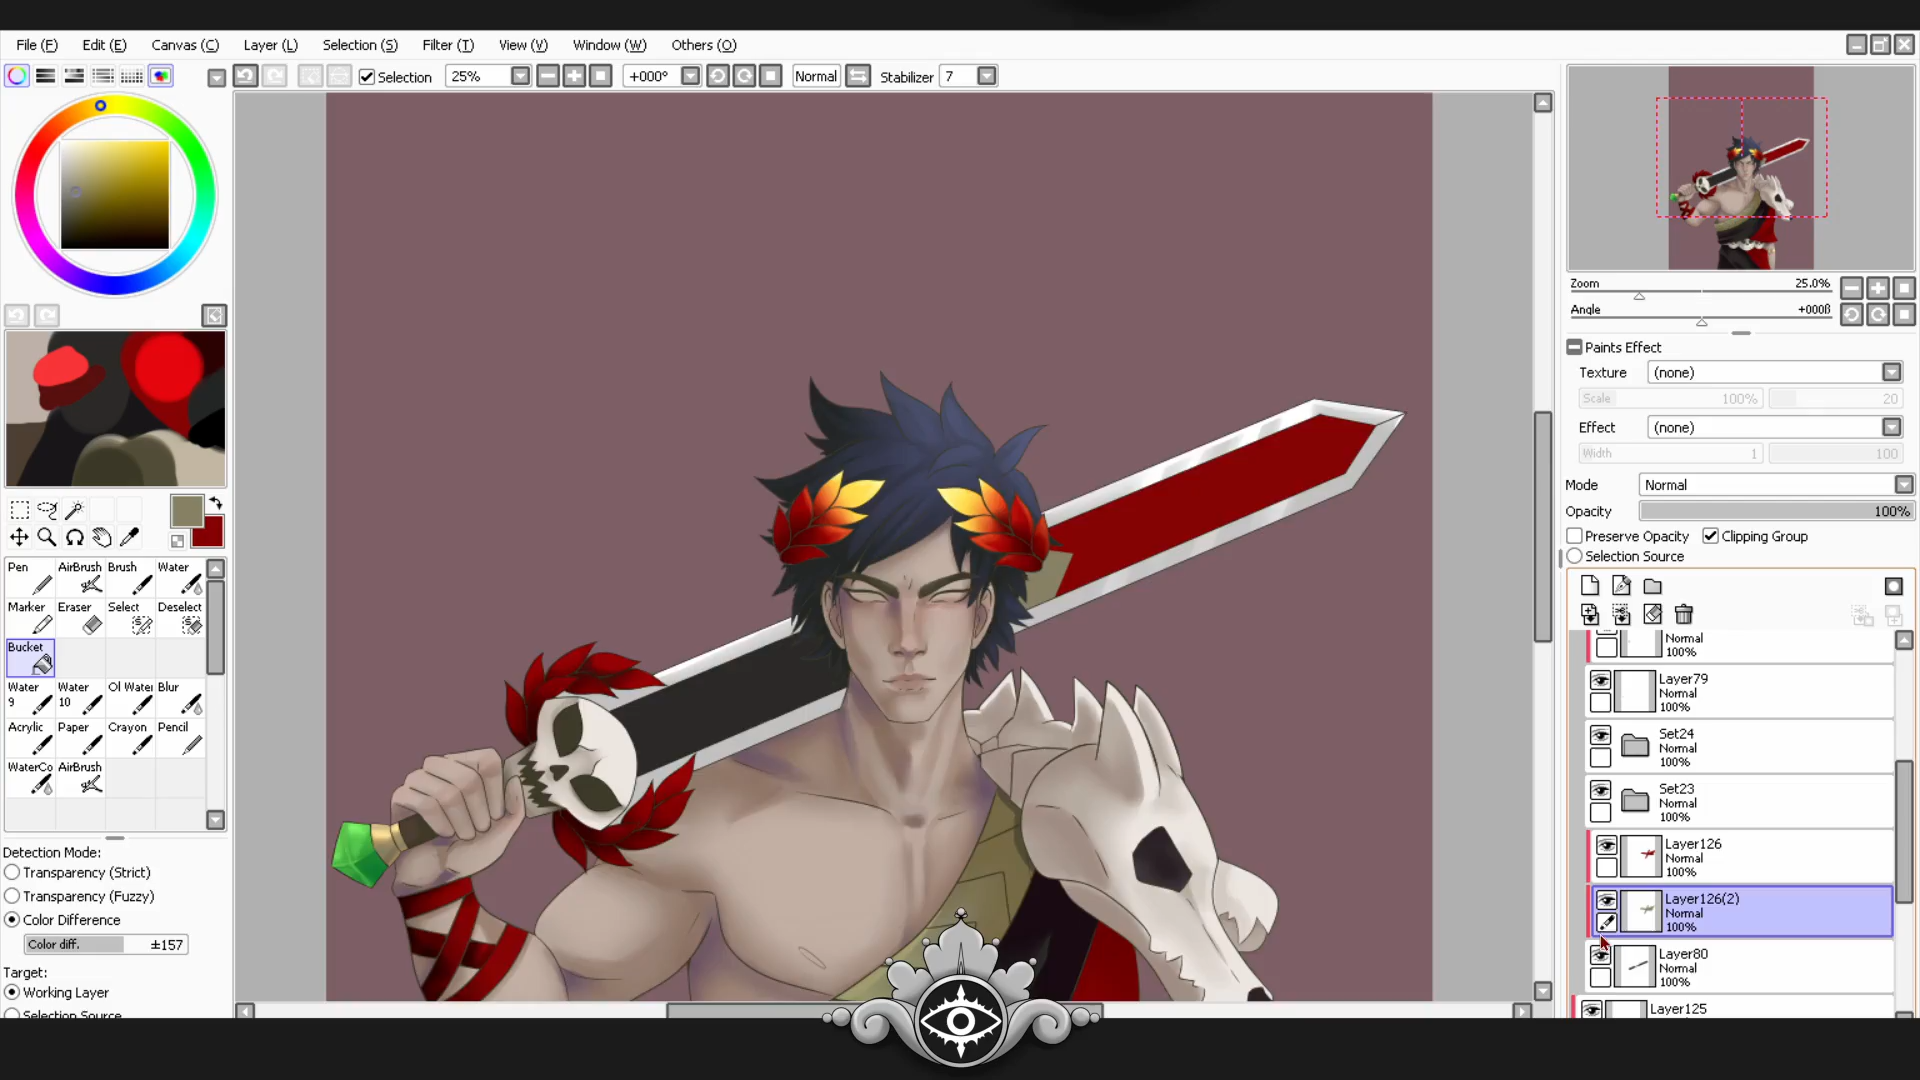 File (F) Edit (E) Canvas (C) Layer (L) Selection (S) Filter (T) View (V) Window (W) Others (O)
Selection 25% +000° Normal Stabilizer 7
Zoom 25.0%
Angle +000ß
Paints Effect
Texture (none)
Scale 100% 20
Effect (none)
Width 1 100
Mode Normal
Opacity 100%
Preserve Opacity Clipping Group
Selection Source
Pen AirBrush Brush Water
Marker Eraser Select Deselect
Bucket
Water 9 Water 10 Ol Water Blur
Acrylic Paper Crayon Pencil
WaterCo AirBrush
Detection Mode:
Transparency (Strict)
Transparency (Fuzzy)
Color Difference
Color diff. ±157
Target:
Working Layer
Selection Source
Normal
100%
Layer79
Normal
100%
Set24
Normal
100%
Set23
Normal
100%
Layer126
Normal
100%
Layer126(2)
Normal
100%
Layer80
Normal
100%
Layer125